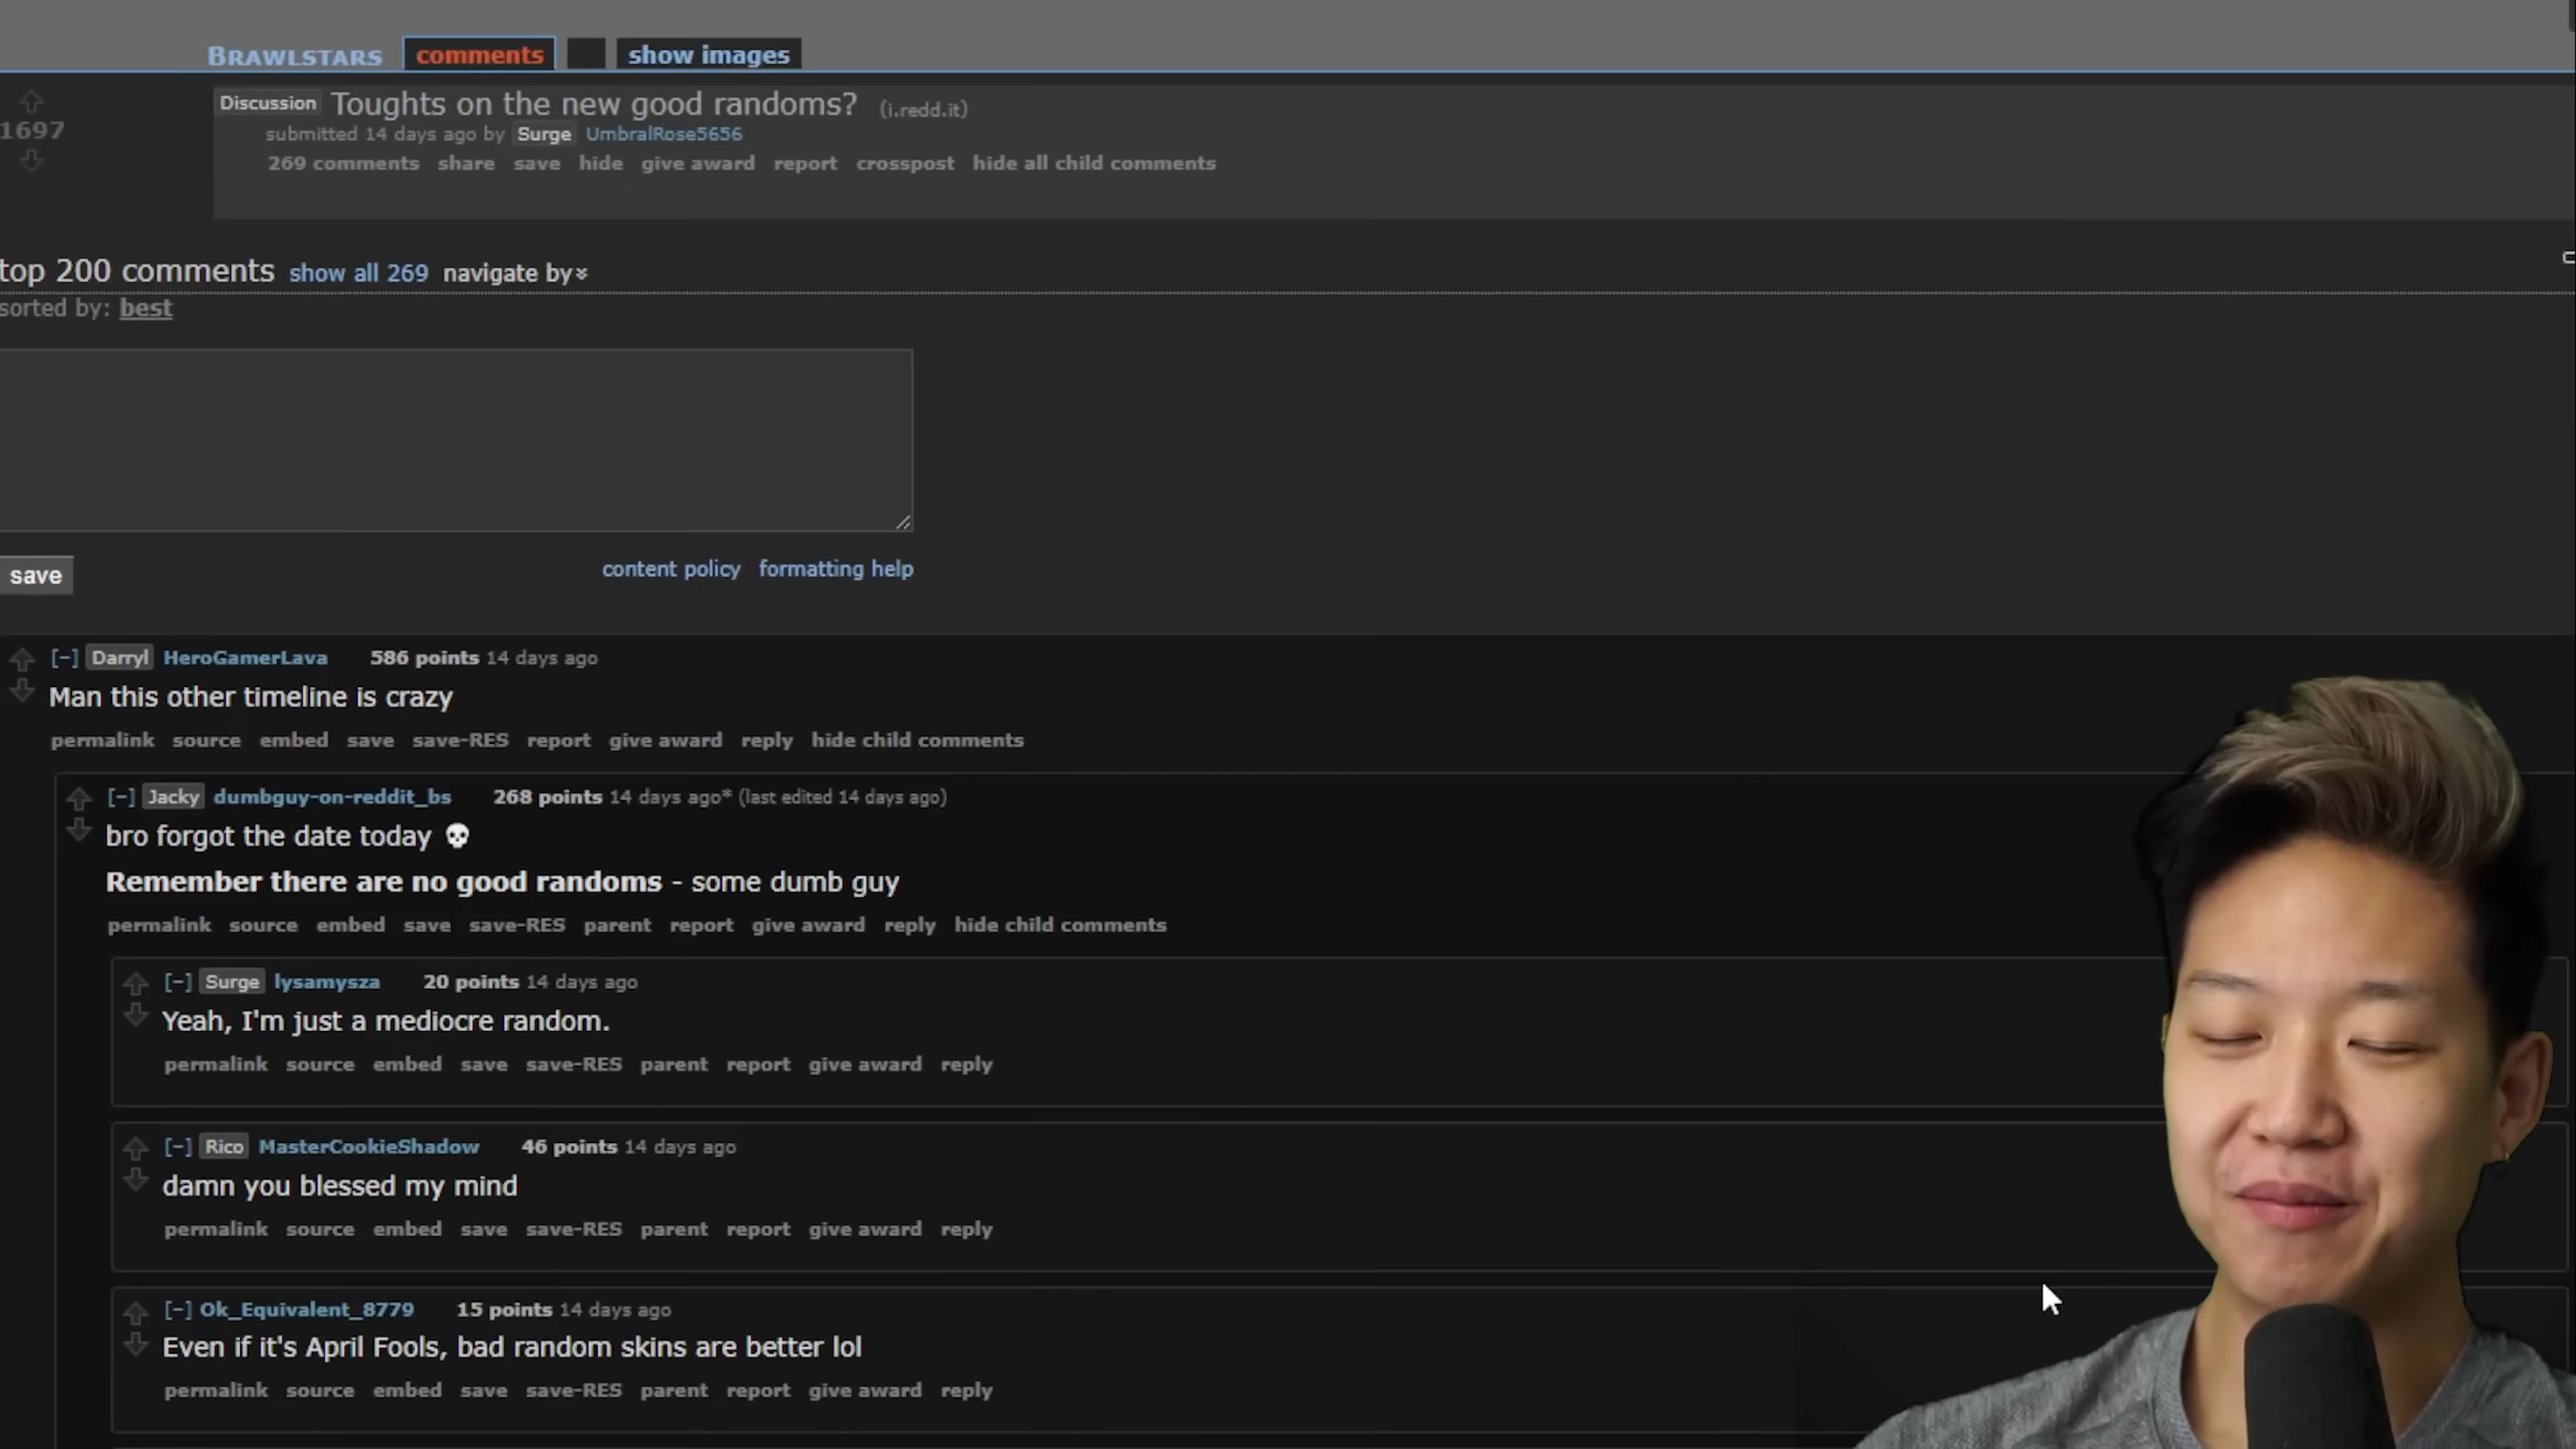 BRAWLSTARS comments show images
1697
Discussion Toughts on the new good randoms? (i.redd.it)
submitted 14 days ago by Surge UmbralRose5656
269 comments share save hide give award report crosspost hide all child comments
top 200 comments show all 269 navigate by
sorted by: best
content policy formatting help
save
[–] Darryl HeroGamerLava 586 points 14 days ago
Man this other timeline is crazy
permalink source embed save save-RES report give award reply hide child comments
[–] Jacky dumbguy-on-reddit_bs 268 points 14 days ago* (last edited 14 days ago)
bro forgot the date today 💀
Remember there are no good randoms - some dumb guy
permalink source embed save save-RES parent report give award reply hide child comments
[–] Surge lysamysza 20 points 14 days ago
Yeah, I'm just a mediocre random.
permalink source embed save save-RES parent report give award reply
[–] Rico MasterCookieShadow 46 points 14 days ago
damn you blessed my mind
permalink source embed save save-RES parent report give award reply
[–] Ok_Equivalent_8779 15 points 14 days ago
Even if it's April Fools, bad random skins are better lol
permalink source embed save save-RES parent report give award reply